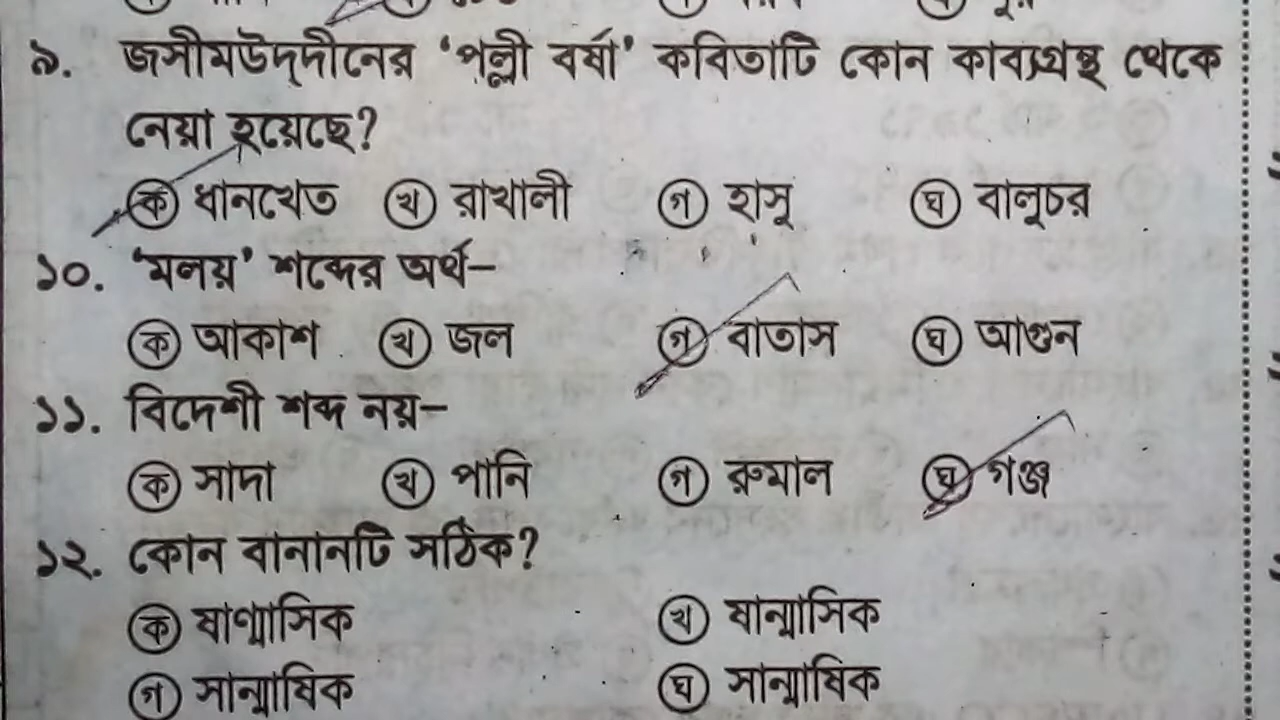 ৯. জসীমউদ্‌দীনের ‘পল্লী বর্ষা’ কবিতাটি কোন কাব্যগ্রন্থ থেকে
নেয়া হয়েছে?
ক ধানখেত খ রাখালী গ হাসু ঘ বালুচর
১০. ‘মলয়’ শব্দের অর্থ–
ক আকাশ খ জল গ বাতাস ঘ আগুন
১১. বিদেশী শব্দ নয়–
ক সাদা খ পানি গ রুমাল ঘ গঞ্জ
১২. কোন বানানটি সঠিক?
ক ষাণ্মাসিক খ ষান্মাসিক
গ সান্মাষিক ঘ সান্মাষিক